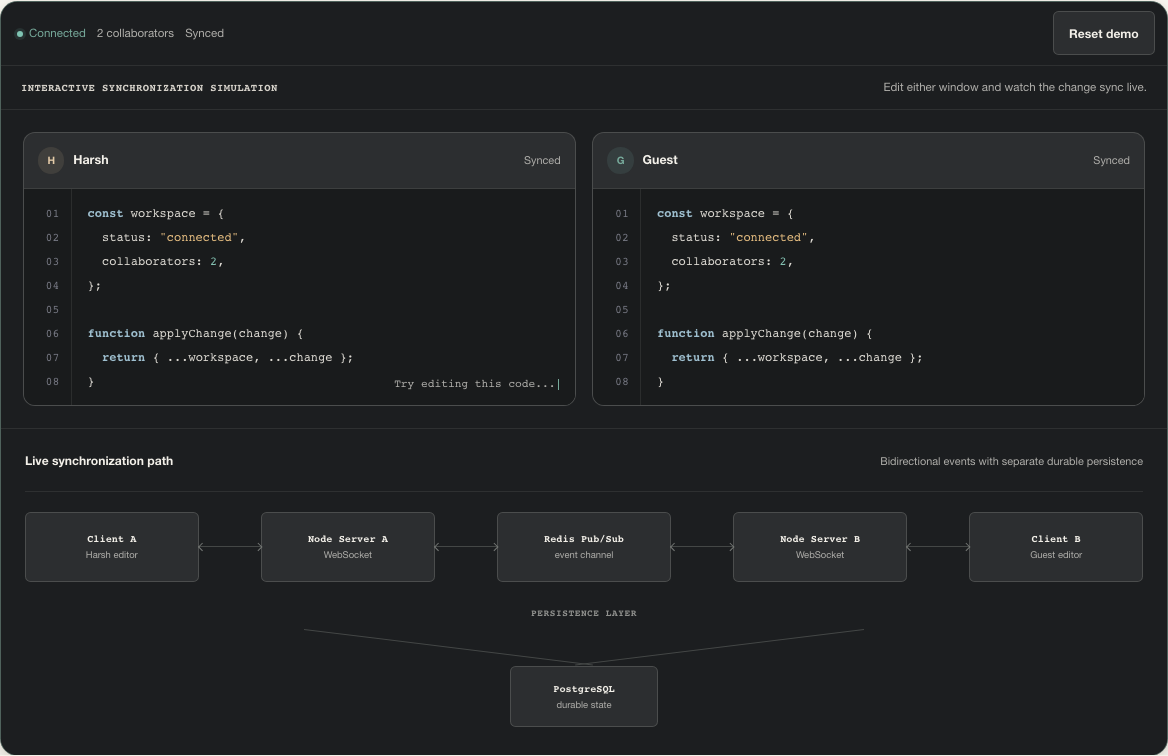 Connected 2 collaborators Synced
Reset demo
INTERACTIVE SYNCHRONIZATION SIMULATION
Edit either window and watch the change sync live.
H Harsh Synced
01 const workspace = {
02   status: "connected",
03   collaborators: 2,
04 };
05
06 function applyChange(change) {
07   return { ...workspace, ...change };
08 }
Try editing this code...
G Guest Synced
01 const workspace = {
02   status: "connected",
03   collaborators: 2,
04 };
05
06 function applyChange(change) {
07   return { ...workspace, ...change };
08 }
Live synchronization path
Bidirectional events with separate durable persistence
Client A
Harsh editor
Node Server A
WebSocket
Redis Pub/Sub
event channel
Node Server B
WebSocket
Client B
Guest editor
PERSISTENCE LAYER
PostgreSQL
durable state